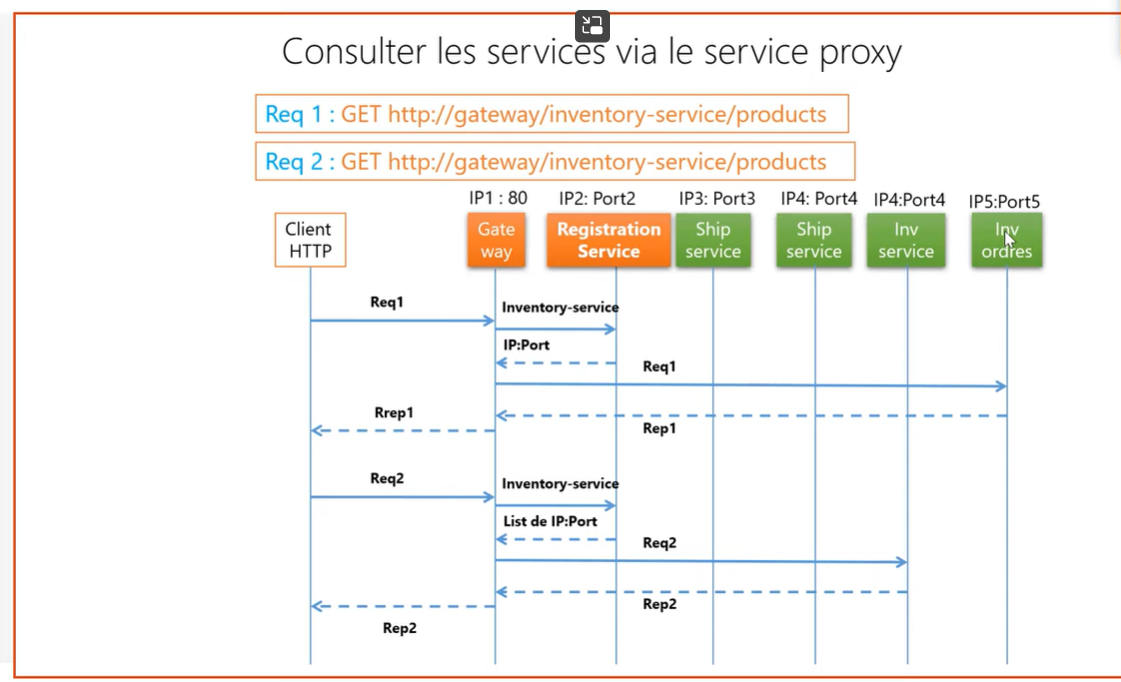 Consulter les services via le service proxy
Req 1 : GET http://gateway/inventory-service/products
Req 2 : GET http://gateway/inventory-service/products
IP1 : 80
IP2: Port2
IP3: Port3
IP4: Port4
IP4:Port4
IP5:Port5
Client
HTTP
Gate
way
Registration
Service
Ship
service
Ship
service
Inv
service
Inv
ordres
Req1
Inventory-service
IP:Port
Req1
Rrep1
Rep1
Req2
Inventory-service
List de IP:Port
Req2
Rep2
Rep2